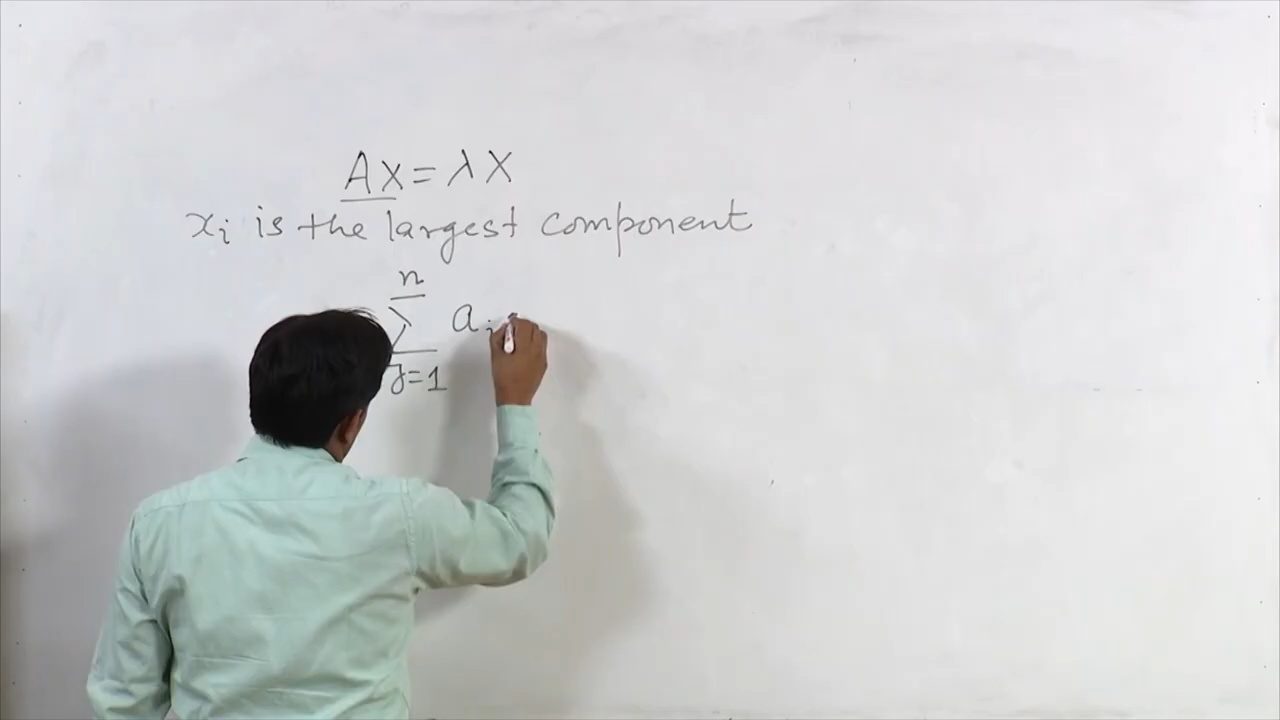 AX = λX
xᵢ is the largest component
n
∑ aᵢ
j=1